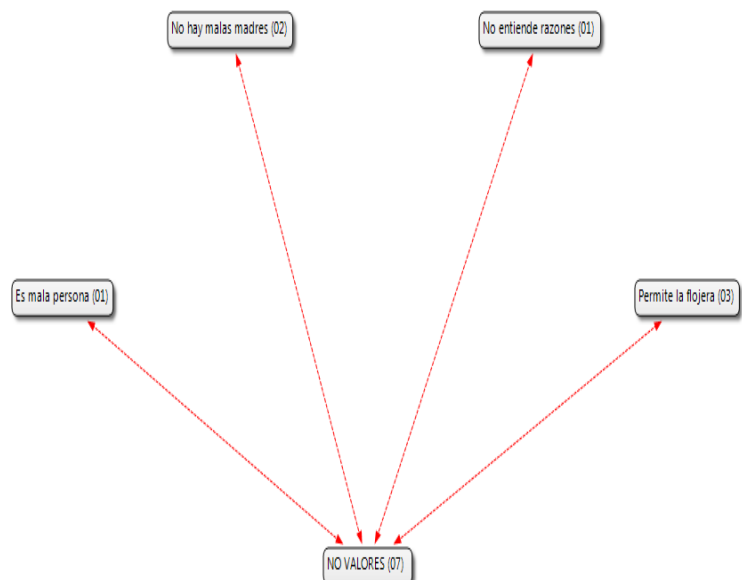 No hay malas madres (02)
No entiende razones (01)
Es mala persona (01)
Permite la flojera (03)
NO VALORES (07)